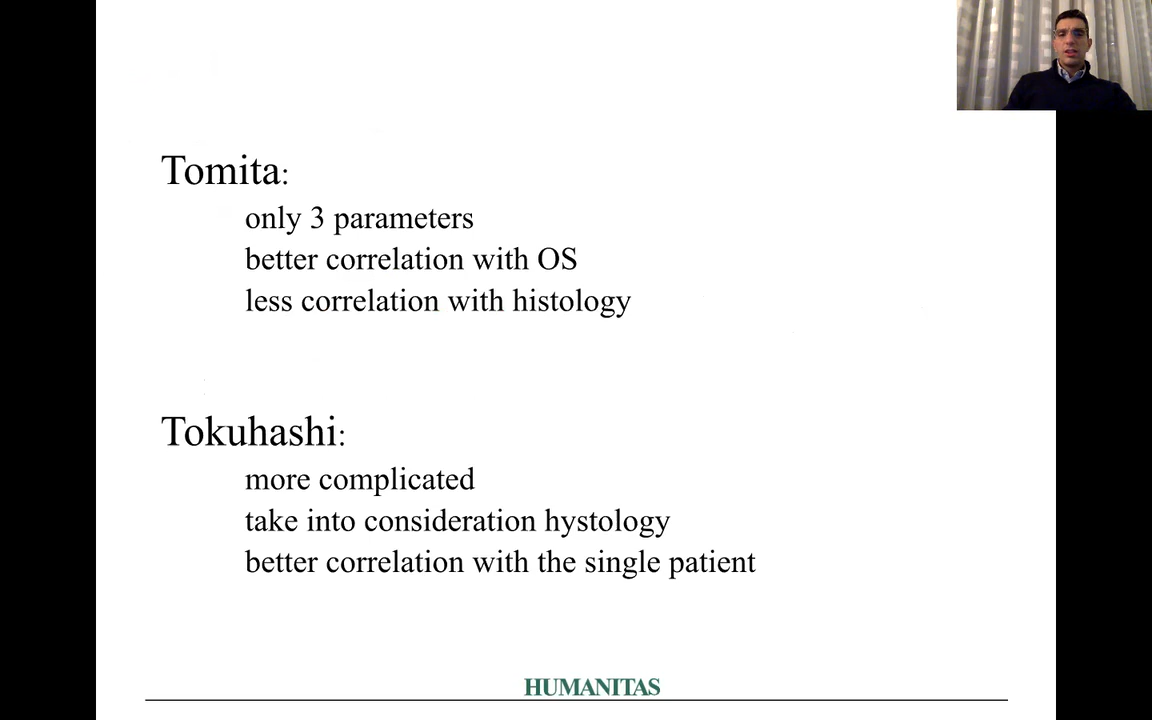 Tomita:
only 3 parameters
better correlation with OS
less correlation with histology
Tokuhashi:
more complicated
take into consideration hystology
better correlation with the single patient
HUMANITAS